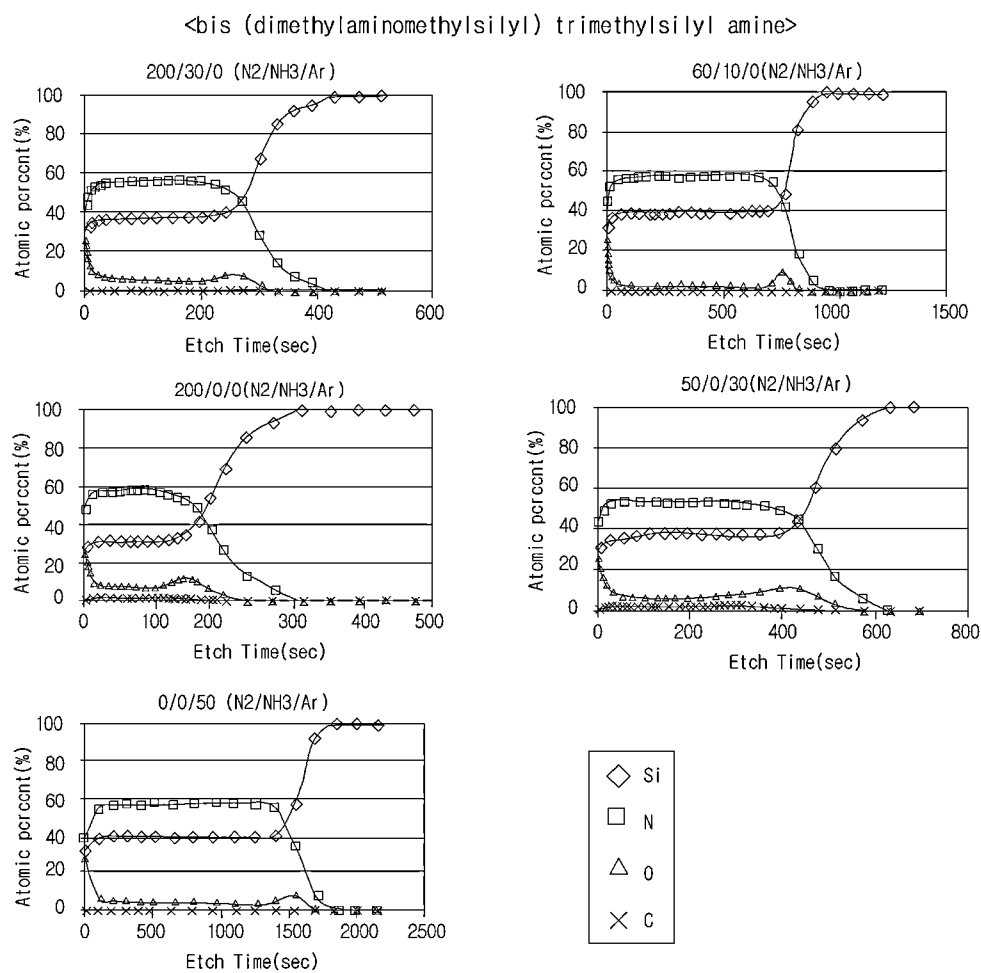 <bis (dimethylaminomethylsilyl) trimethylsilyl amine>
200/30/0 (N2/NH3/Ar)
Atomic pcrccnt(%)
100
80
60
40
20
0
0 200 400 600
Etch Time(sec)
60/10/0(N2/NH3/Ar)
Atomic pcrccnt(%)
100
80
60
40
20
0
0 500 1000 1500
Etch Time(sec)
200/0/0(N2/NH3/Ar)
Atomic pcrccnt(%)
100
80
60
40
20
0
0 100 200 300 400 500
Etch Time(sec)
50/0/30(N2/NH3/Ar)
Atomic pcrccnt(%)
100
80
60
40
20
0
0 200 400 600 800
Etch Time(sec)
0/0/50 (N2/NH3/Ar)
Atomic pcrccnt(%)
100
80
60
40
20
0
0 500 1000 1500 2000 2500
Etch Time(sec)
Si
N
O
C